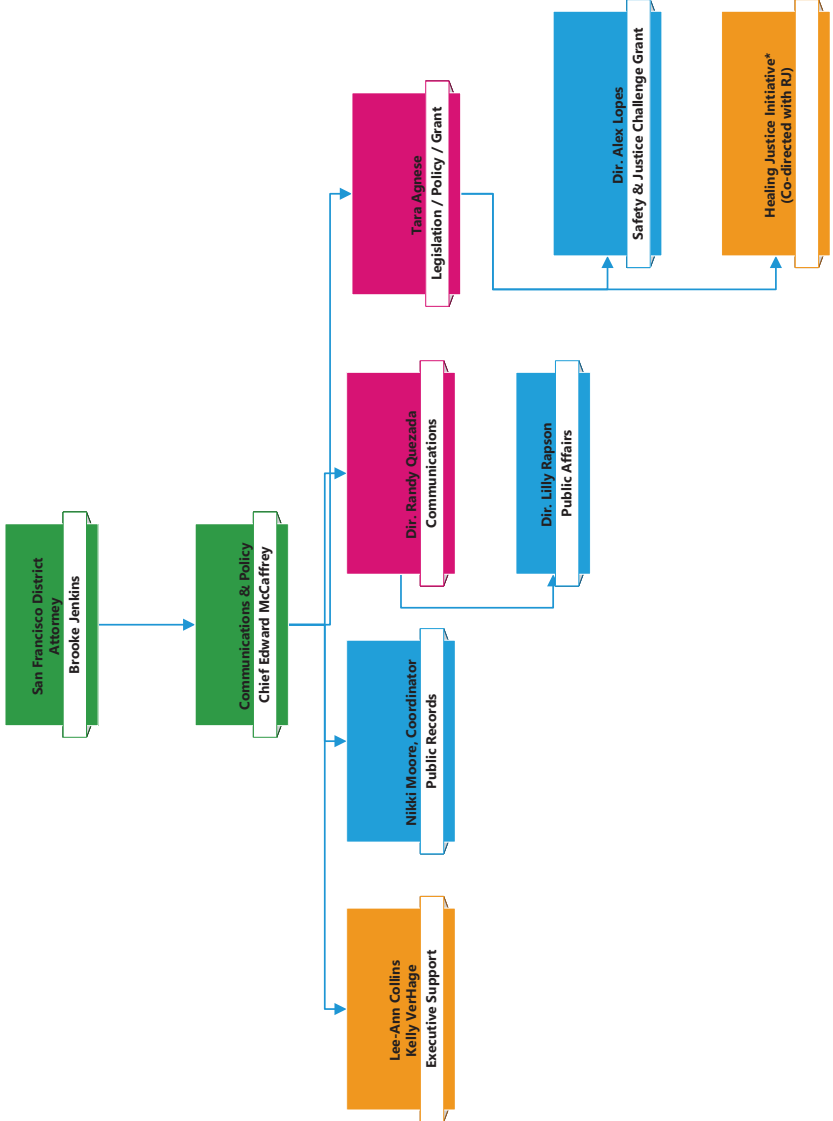 San Francisco District
Attorney
Brooke Jenkins
Communications & Policy
Chief Edward McCaffrey
Lee-Ann Collins
Kelly VerHage
Executive Support
Nikki Moore, Coordinator
Public Records
Dir. Randy Quezada
Communications
Tara Agnese
Legislation / Policy / Grant
Dir. Lilly Rapson
Public Affairs
Dir. Alex Lopes
Safety & Justice Challenge Grant
Healing Justice Initiative*
(Co-directed with RJ)